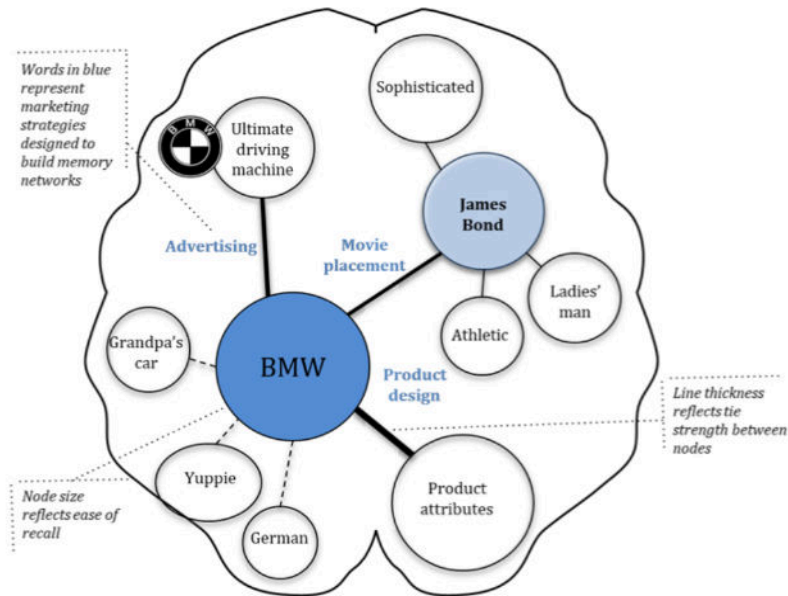 Words in blue
represent
marketing
strategies
designed to
build memory
networks
BMW
Ultimate
driving
machine
Sophisticated
James
Bond
Advertising
Movie
placement
Ladies’
man
Athletic
Grandpa’s
car
BMW
Product
design
Line thickness
reflects tie
strength between
nodes
Yuppie
German
Product
attributes
Node size
reflects ease of
recall